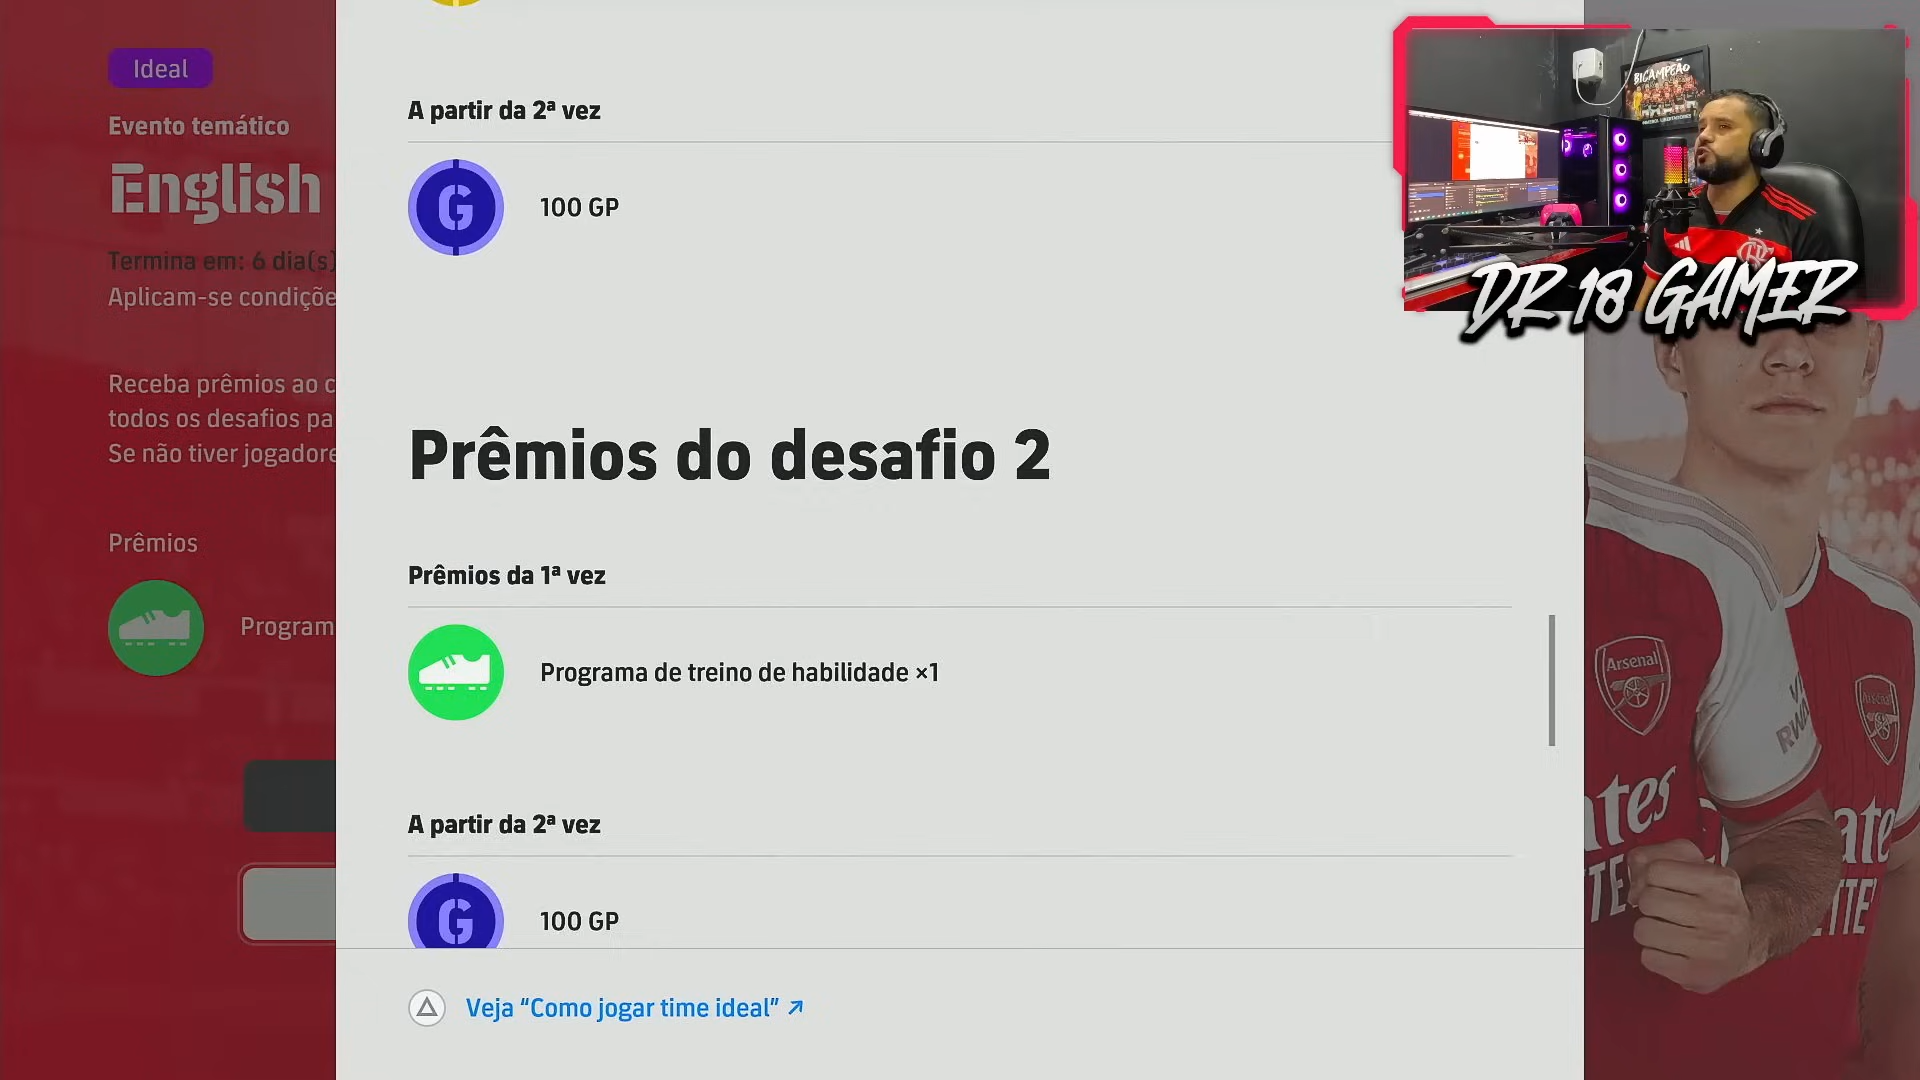 Ideal
Evento temático
English
Termina em: 6 dia(s)
Aplicam-se condiçõe
Receba prêmios ao c
todos os desafios pa
Se não tiver jogadore
Prêmios
Program
A partir da 2ª vez
100 GP
Prêmios do desafio 2
Prêmios da 1ª vez
Programa de treino de habilidade ×1
A partir da 2ª vez
100 GP
Veja “Como jogar time ideal”
BICAMPEÃO
DR 18 GAMER
Arsenal
Arsenal